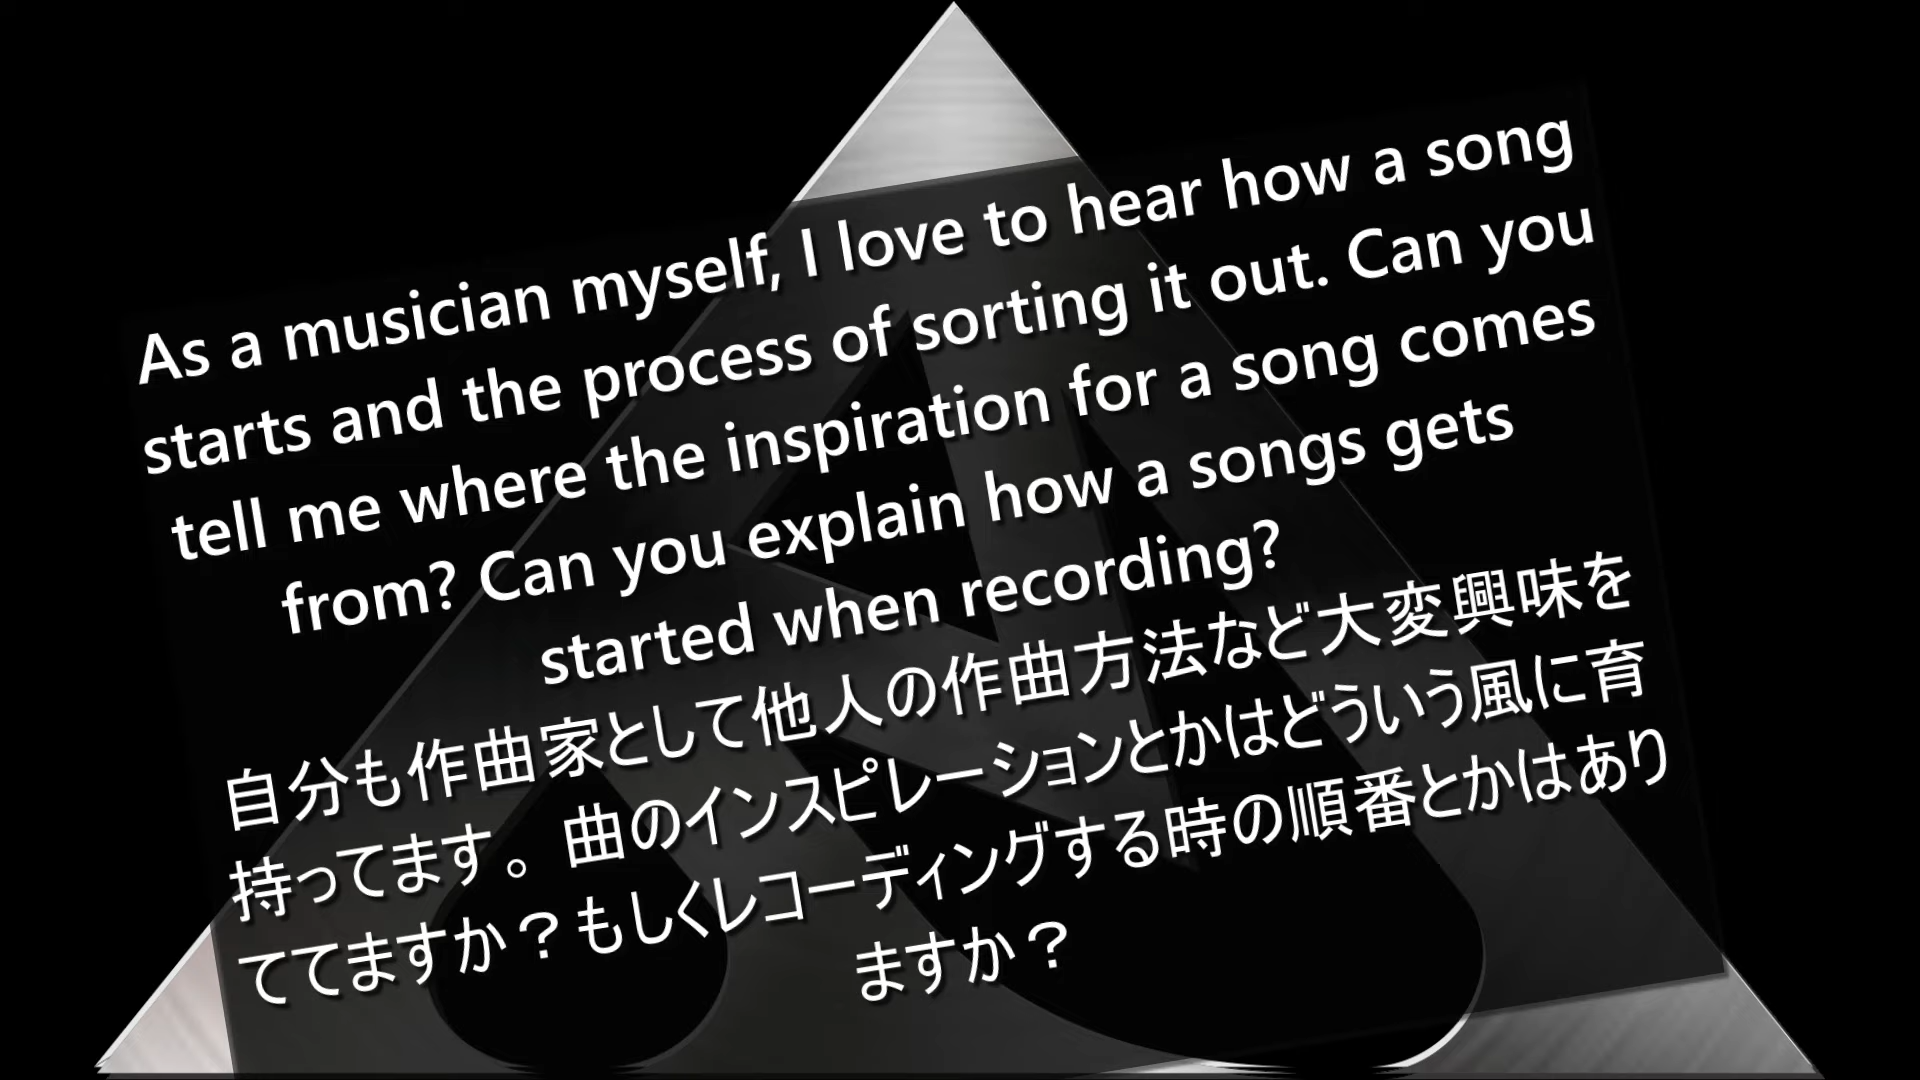 As a musician myself, I love to hear how a song
starts and the process of sorting it out. Can you
tell me where the inspiration for a song comes
from? Can you explain how a songs gets
started when recording?
自分も作曲家として他人の作曲方法など大変興味を
持ってます。曲のインスピレーションとかはどういう風に育
ててますか？もしくレコーディングする時の順番とかはあり
ますか？